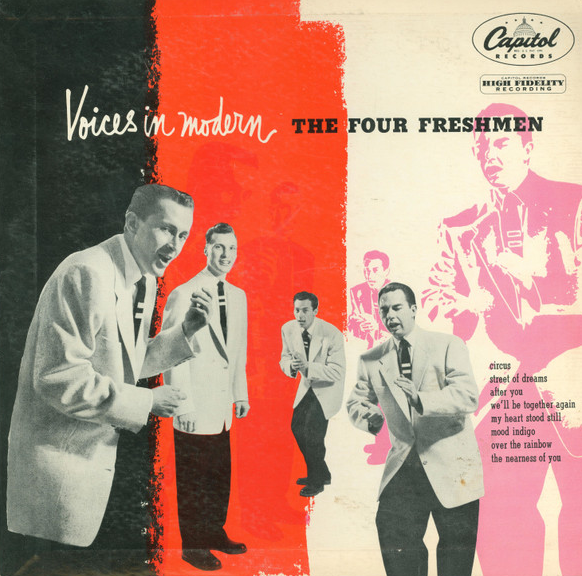 Capitol
RECORDS
CAPITOL RECORDS
HIGH FIDELITY
RECORDING
Voices in modern
THE FOUR FRESHMEN
circus
street of dreams
after you
we'll be together again
my heart stood still
mood indigo
over the rainbow
the nearness of you